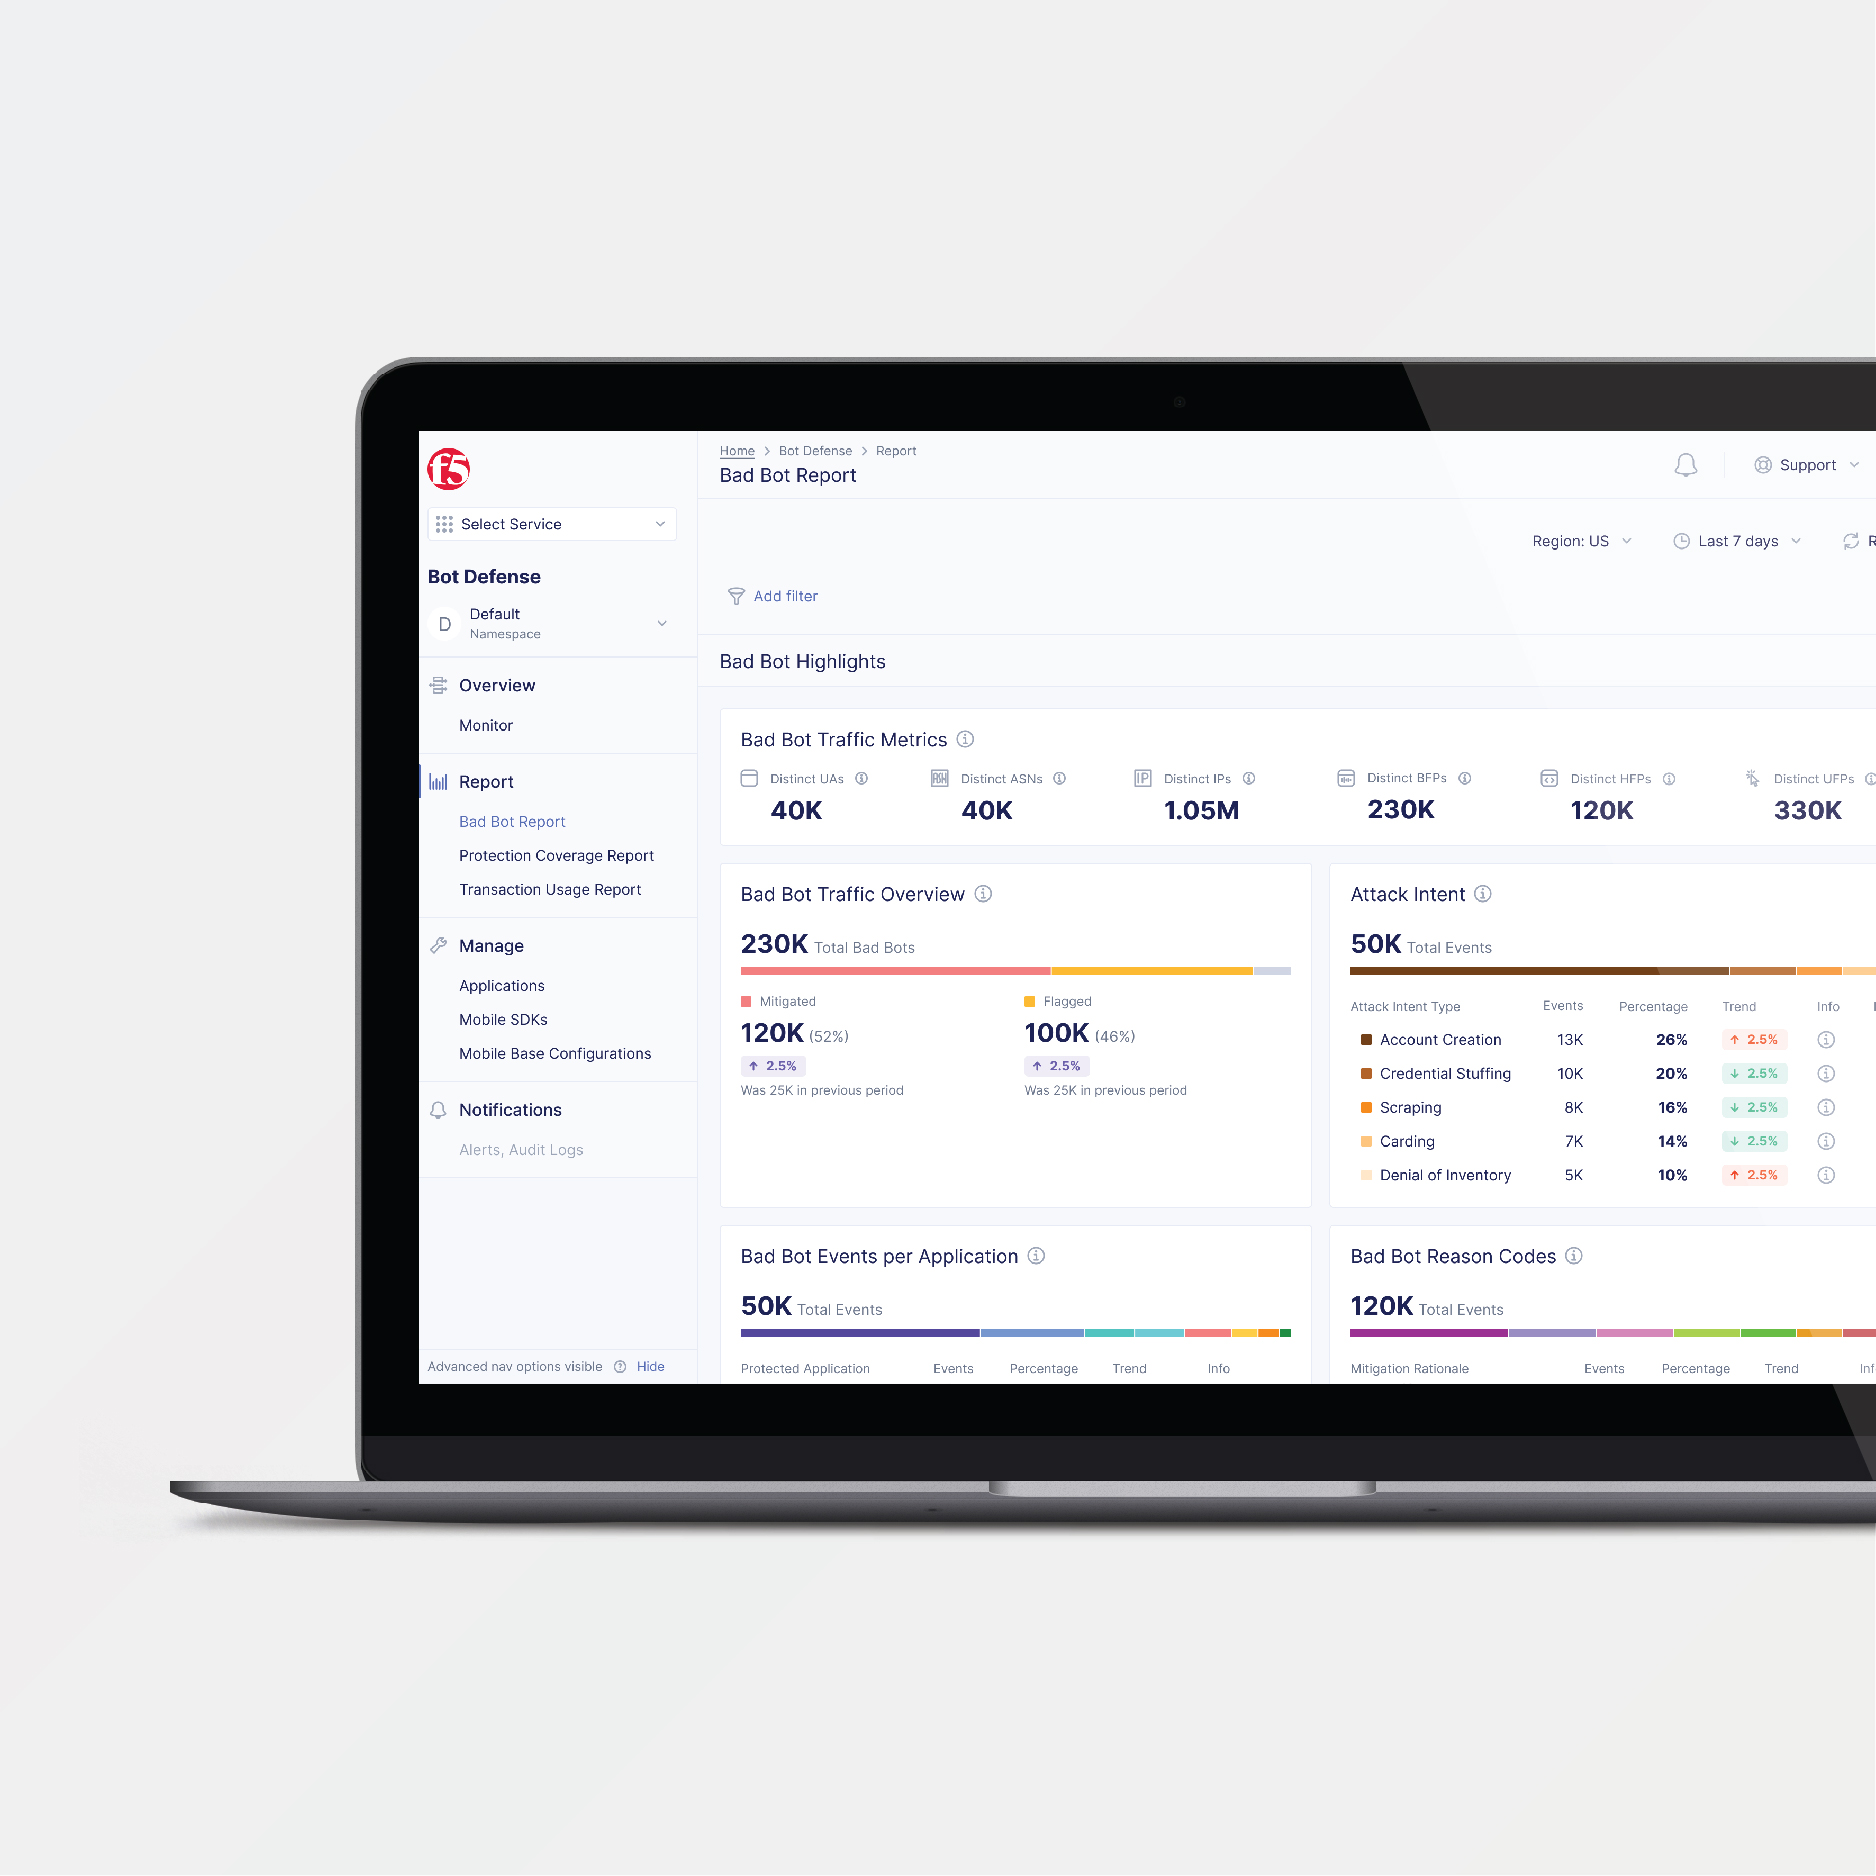 f5
Select Service
Bot Defense
D
Default
Namespace
Overview
Monitor
Report
Bad Bot Report
Protection Coverage Report
Transaction Usage Report
Manage
Applications
Mobile SDKs
Mobile Base Configurations
Notifications
Alerts, Audit Logs
Advanced nav options visible Hide
Home > Bot Defense > Report
Bad Bot Report
Support
Region: US Last 7 days R
Add filter
Bad Bot Highlights
Bad Bot Traffic Metrics
Distinct UAs ASN Distinct ASNs IP Distinct IPs Distinct BFPs Distinct HFPs Distinct UFPs
40K 40K 1.05M 230K 120K 330K
Bad Bot Traffic Overview
230K Total Bad Bots
Mitigated Flagged
120K (52%) 100K (46%)
↑ 2.5% ↑ 2.5%
Was 25K in previous period Was 25K in previous period
Attack Intent
50K Total Events
Attack Intent Type Events Percentage Trend Info
Account Creation 13K 26% ↑ 2.5%
Credential Stuffing 10K 20% ↓ 2.5%
Scraping 8K 16% ↓ 2.5%
Carding 7K 14% ↓ 2.5%
Denial of Inventory 5K 10% ↑ 2.5%
Bad Bot Events per Application
50K Total Events
Protected Application Events Percentage Trend Info
Bad Bot Reason Codes
120K Total Events
Mitigation Rationale Events Percentage Trend Inf